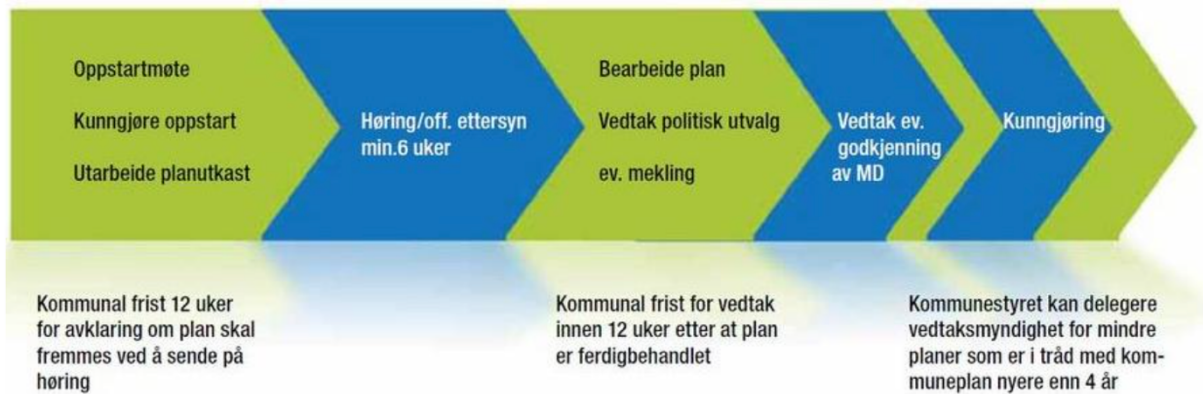 Oppstartmøte
Kunngjøre oppstart
Utarbeide planutkast
Høring/off. ettersyn
min.6 uker
Bearbeide plan
Vedtak politisk utvalg
ev. mekling
Vedtak ev.
godkjenning
av MD
Kunngjøring
Kommunal frist 12 uker
for avklaring om plan skal
fremmes ved å sende på
høring
Kommunal frist for vedtak
innen 12 uker etter at plan
er ferdigbehandlet
Kommunestyret kan delegere
vedtaksmyndighet for mindre
planer som er i tråd med kom-
muneplan nyere enn 4 år